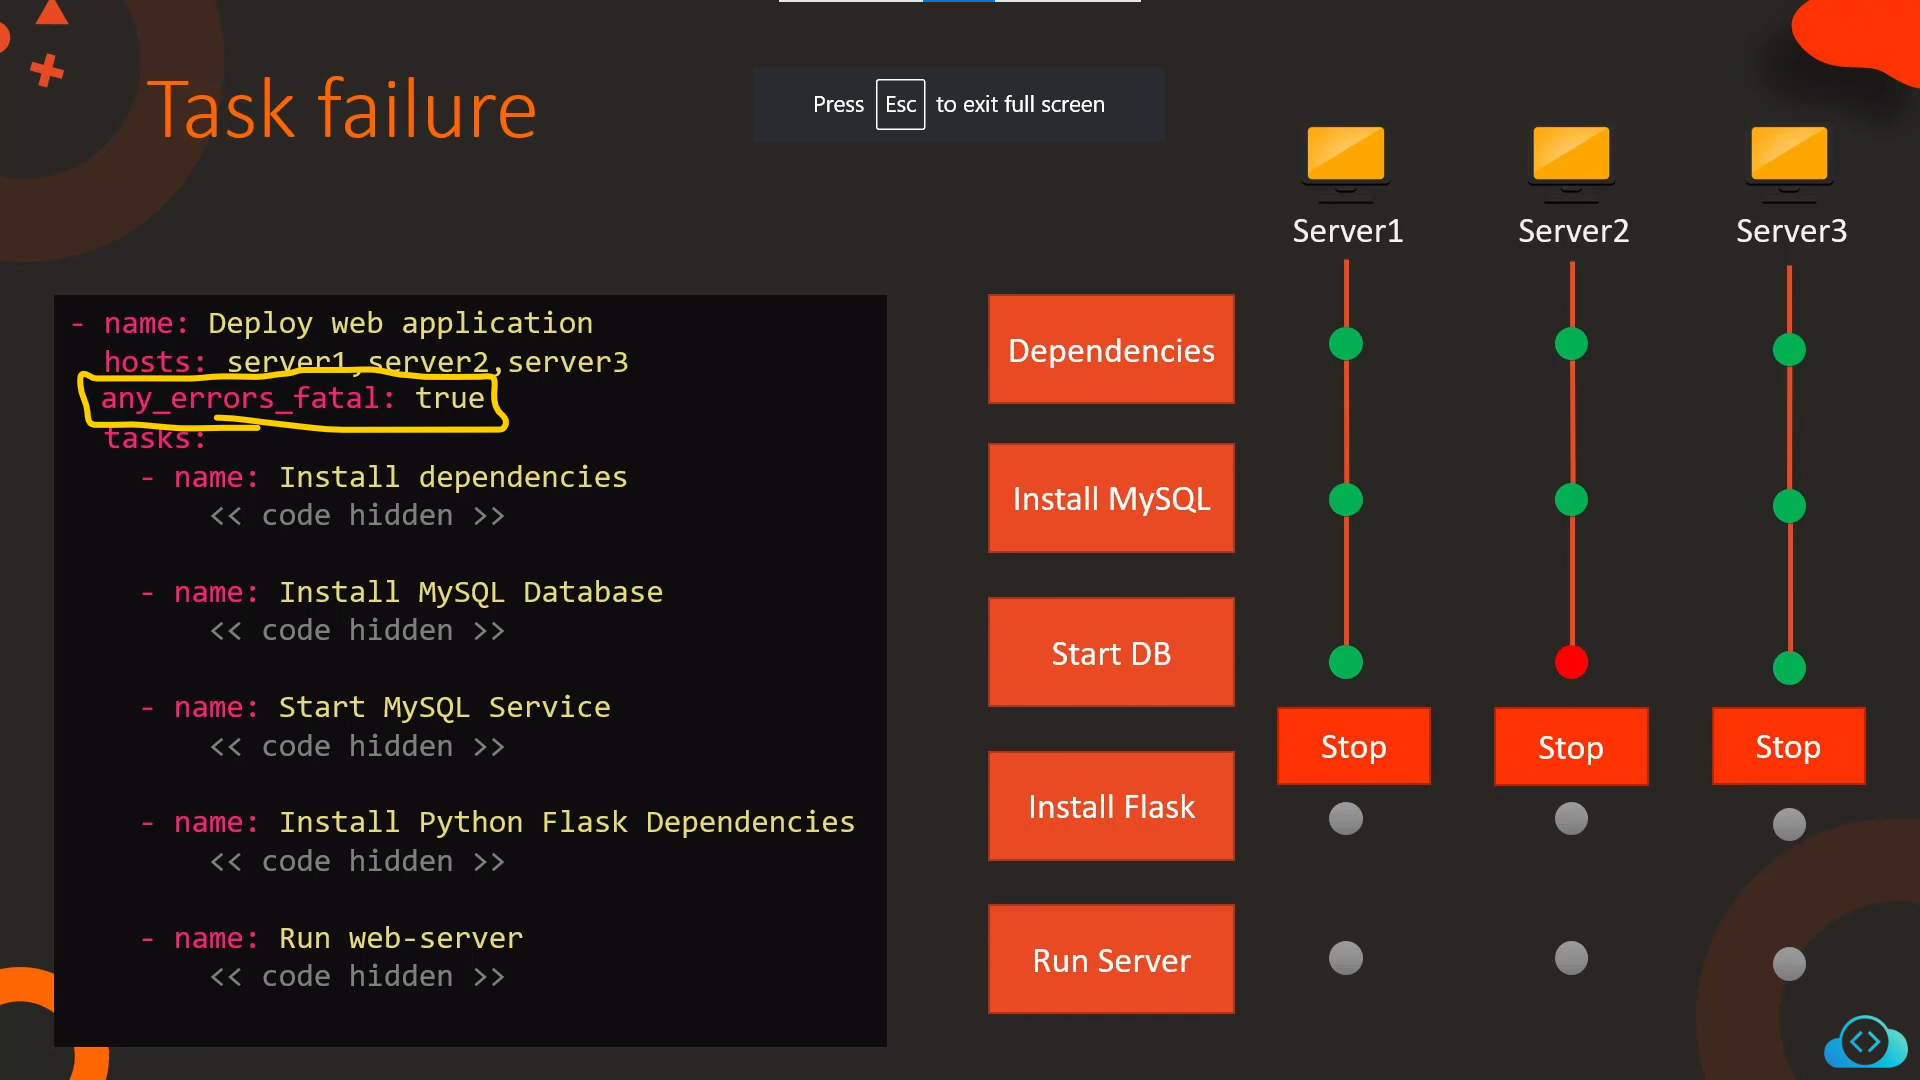 Task failure
Press Esc to exit full screen
Server1
Server2
Server3
- name: Deploy web application
hosts: server1,server2,server3
any_errors_fatal: true
tasks:
- name: Install dependencies
<< code hidden >>
- name: Install MySQL Database
<< code hidden >>
- name: Start MySQL Service
<< code hidden >>
- name: Install Python Flask Dependencies
<< code hidden >>
- name: Run web-server
<< code hidden >>
Dependencies
Install MySQL
Start DB
Stop
Stop
Stop
Install Flask
Run Server